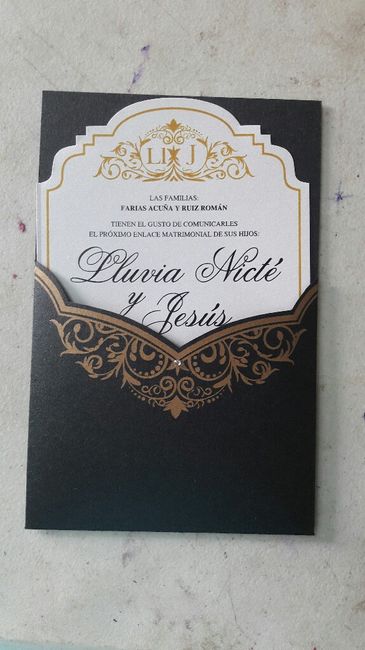 Ll J
LAS FAMILIAS:
FARIAS ACUÑA Y RUIZ ROMÁN
TIENEN EL GUSTO DE COMUNICARLES
EL PRÓXIMO ENLACE MATRIMONIAL DE SUS HIJOS:
Lluvia Nicté
y
Jesús